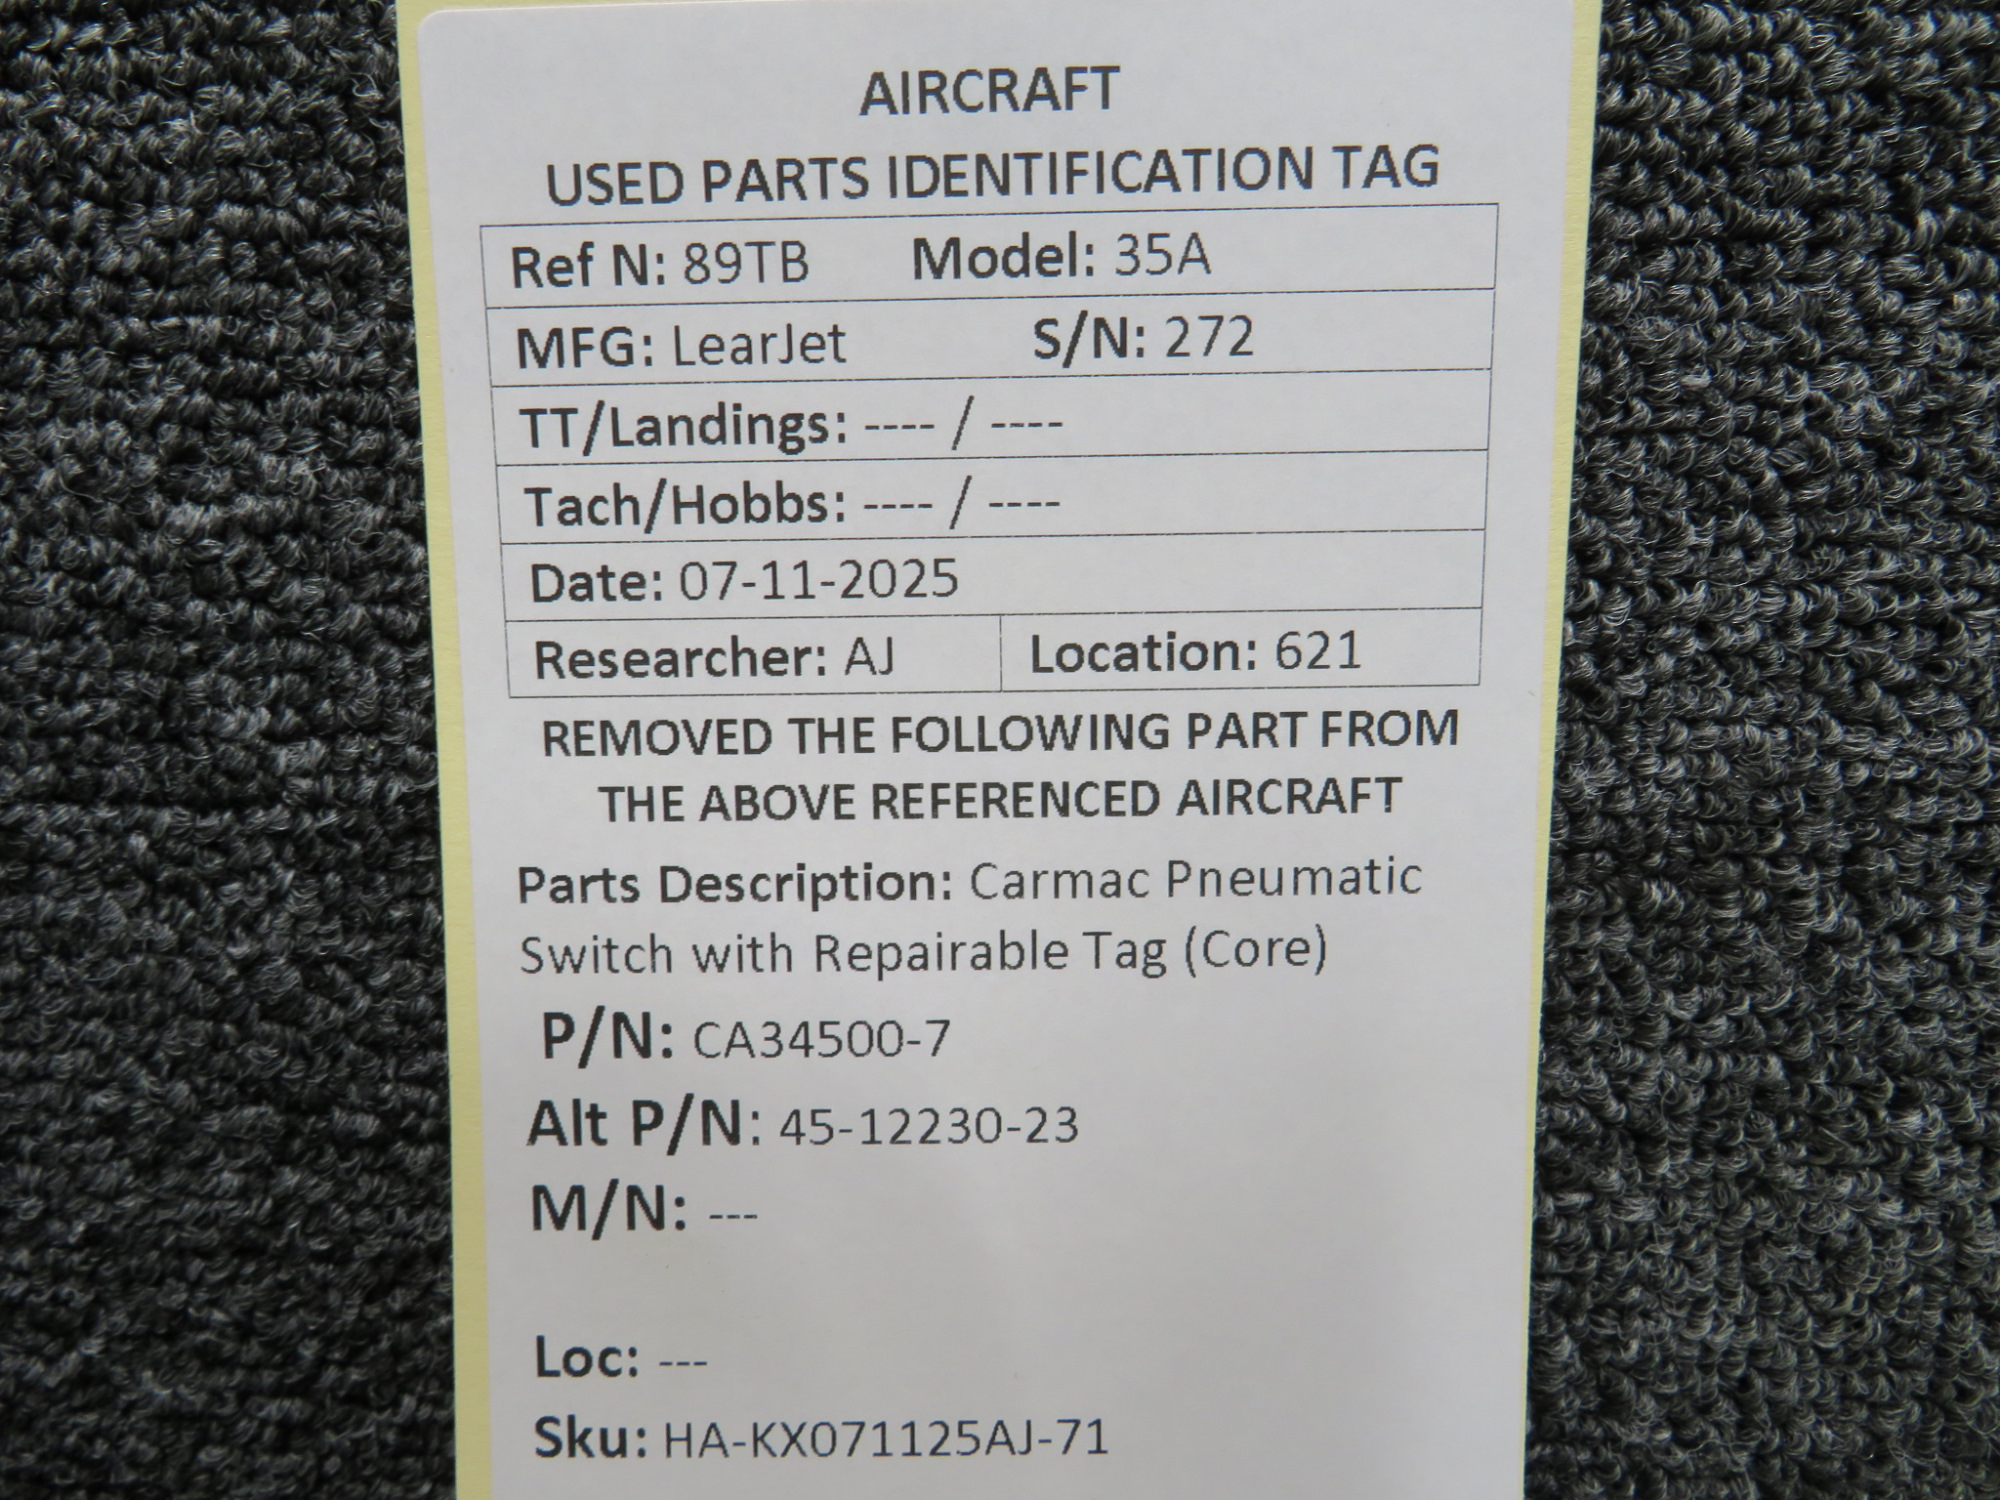 AIRCRAFT
USED PARTS IDENTIFICATION TAG
Ref N: 89TB Model: 35A
MFG: LearJet S/N: 272
TT/Landings: ---- / ----
Tach/Hobbs: ---- / ----
Date: 07-11-2025
Researcher: AJ Location: 621
REMOVED THE FOLLOWING PART FROM
THE ABOVE REFERENCED AIRCRAFT
Parts Description: Carmac Pneumatic
Switch with Repairable Tag (Core)
P/N: CA34500-7
Alt P/N: 45-12230-23
M/N: ---
Loc: ---
Sku: HA-KX071125AJ-71